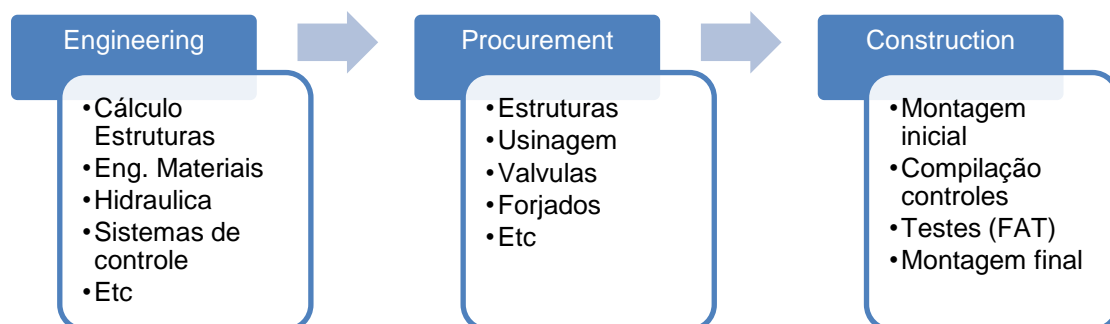 Engineering
•Cálculo
Estruturas
•Eng. Materiais
•Hidraulica
•Sistemas de
controle
•Etc
Procurement
•Estruturas
•Usinagem
•Valvulas
•Forjados
•Etc
Construction
•Montagem
inicial
•Compilação
controles
•Testes (FAT)
•Montagem final